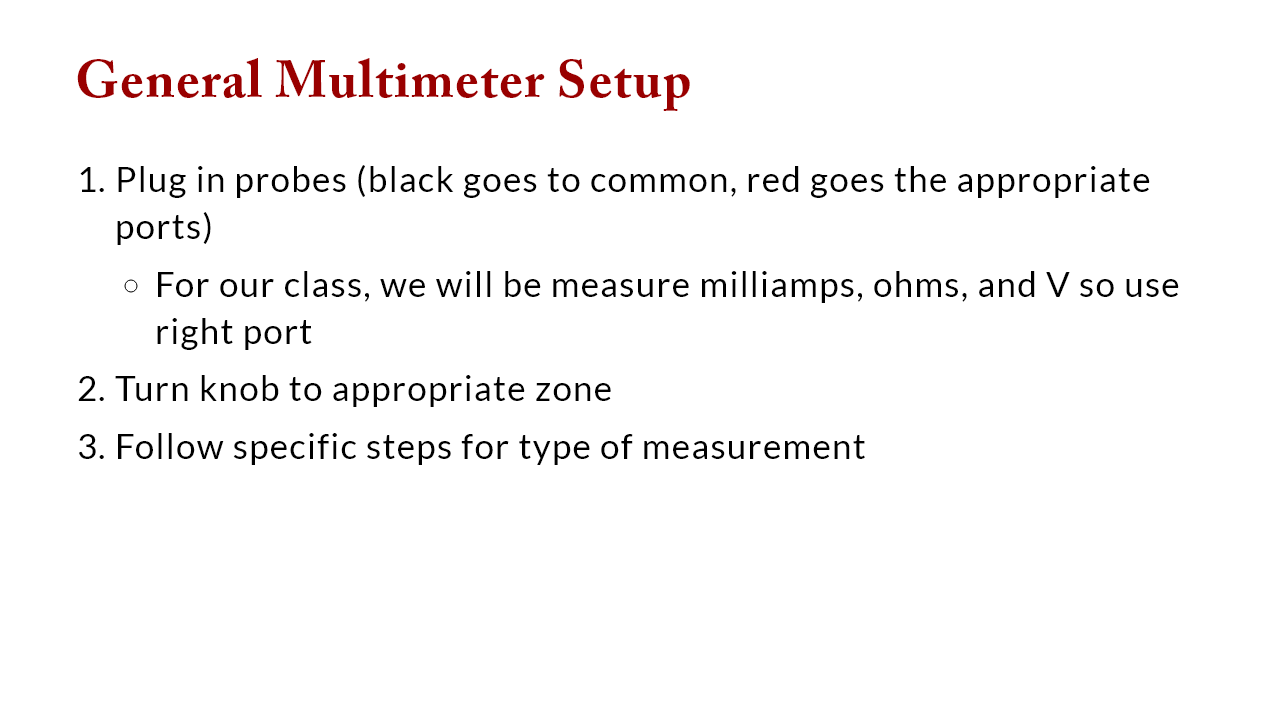 General Multimeter Setup
1. Plug in probes (black goes to common, red goes the appropriate
ports)
○ For our class, we will be measure milliamps, ohms, and V so use
right port
2. Turn knob to appropriate zone
3. Follow specific steps for type of measurement